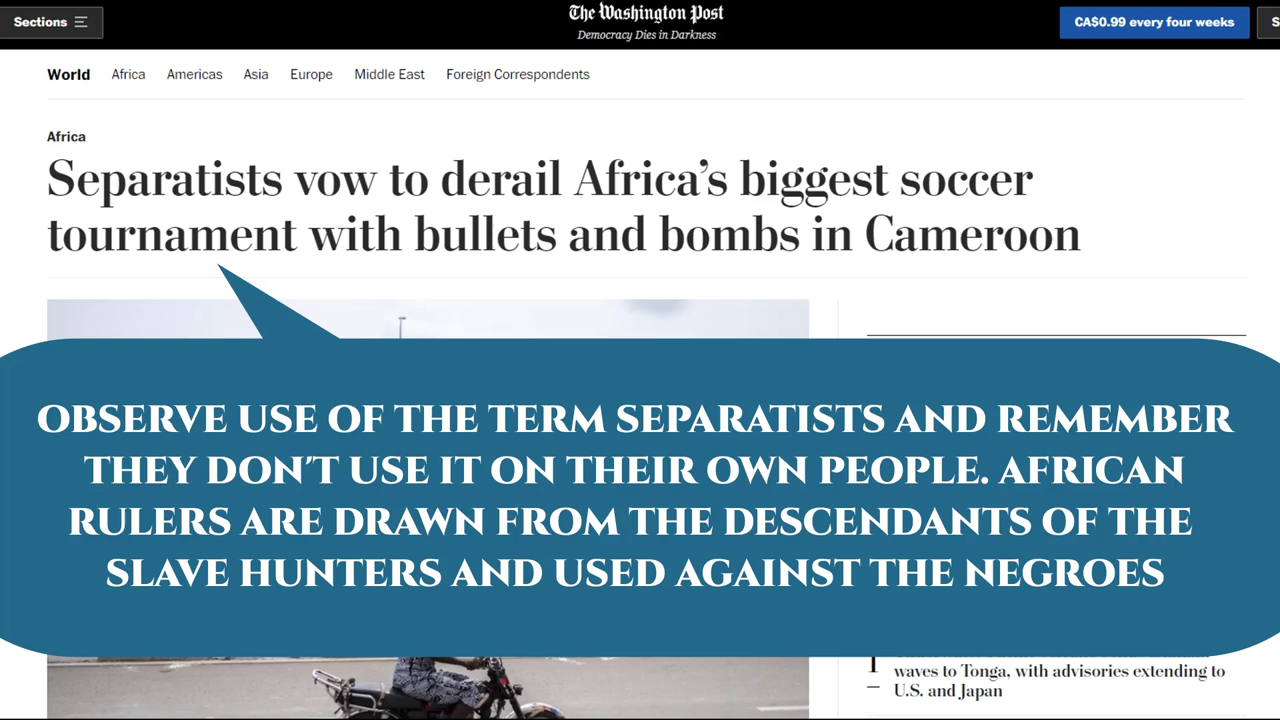 Sections
The Washington Post
Democracy Dies in Darkness
CA$0.99 every four weeks
S
World Africa Americas Asia Europe Middle East Foreign Correspondents
Africa
Separatists vow to derail Africa's biggest soccer
tournament with bullets and bombs in Cameroon
OBSERVE USE OF THE TERM SEPARATISTS AND REMEMBER
THEY DON'T USE IT ON THEIR OWN PEOPLE. AFRICAN
RULERS ARE DRAWN FROM THE DESCENDANTS OF THE
SLAVE HUNTERS AND USED AGAINST THE NEGROES
waves to Tonga, with advisories extending to
U.S. and Japan